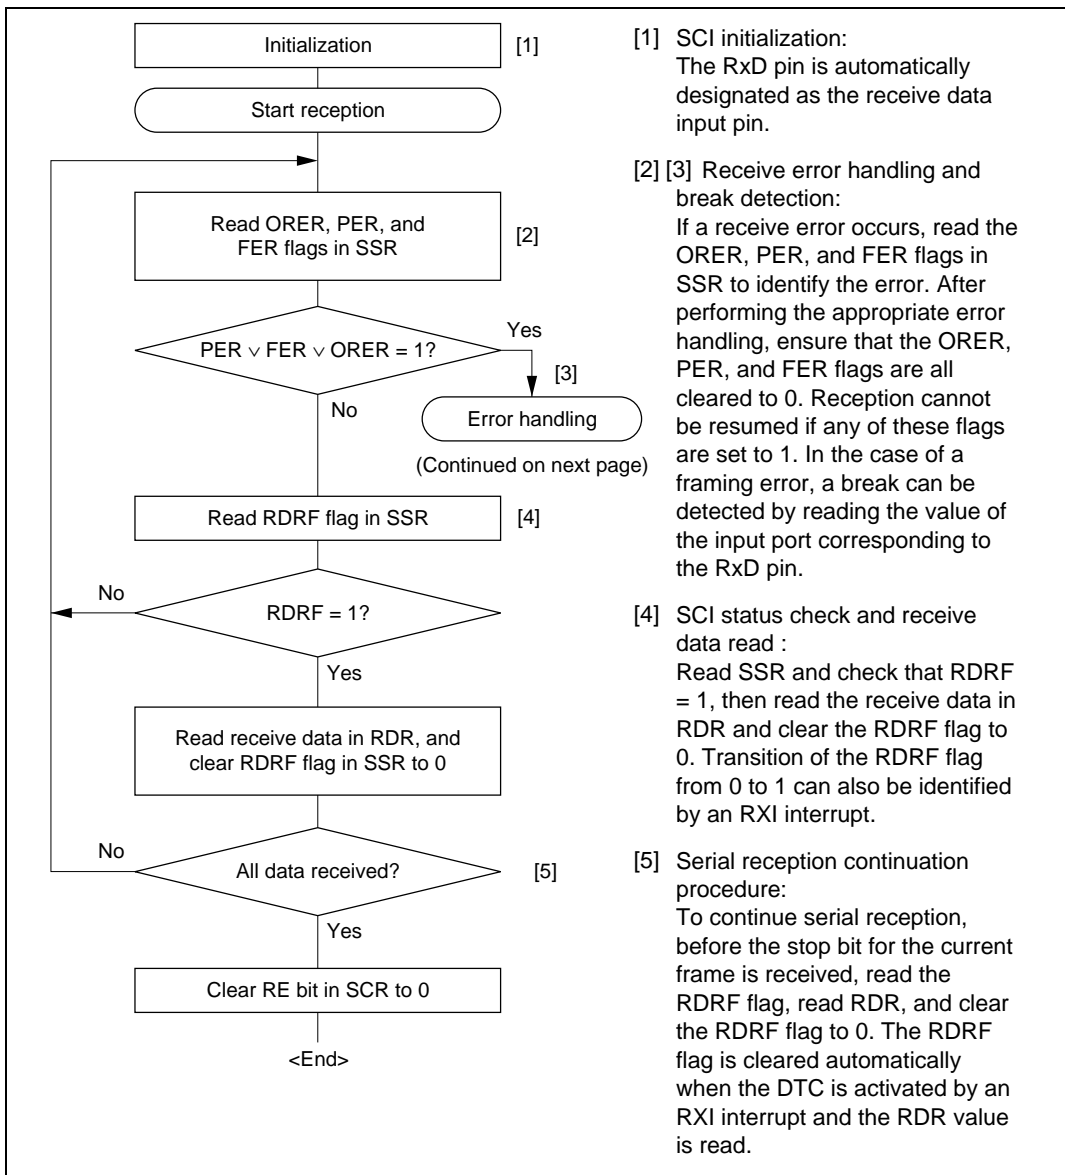 Initialization
[1]
Start reception
Read ORER, PER, and
FER flags in SSR
[2]
Yes
PER ∨ FER ∨ ORER = 1?
[3]
No
Error handling
(Continued on next page)
Read RDRF flag in SSR
[4]
No
RDRF = 1?
Yes
Read receive data in RDR, and
clear RDRF flag in SSR to 0
No
All data received?
[5]
Yes
Clear RE bit in SCR to 0
<End>
[1] SCI initialization:
The RxD pin is automatically
designated as the receive data
input pin.
[2] [3] Receive error handling and
break detection:
If a receive error occurs, read the
ORER, PER, and FER flags in
SSR to identify the error. After
performing the appropriate error
handling, ensure that the ORER,
PER, and FER flags are all
cleared to 0. Reception cannot
be resumed if any of these flags
are set to 1. In the case of a
framing error, a break can be
detected by reading the value of
the input port corresponding to
the RxD pin.
[4] SCI status check and receive
data read :
Read SSR and check that RDRF
= 1, then read the receive data in
RDR and clear the RDRF flag to
0. Transition of the RDRF flag
from 0 to 1 can also be identified
by an RXI interrupt.
[5] Serial reception continuation
procedure:
To continue serial reception,
before the stop bit for the current
frame is received, read the
RDRF flag, read RDR, and clear
the RDRF flag to 0. The RDRF
flag is cleared automatically
when the DTC is activated by an
RXI interrupt and the RDR value
is read.